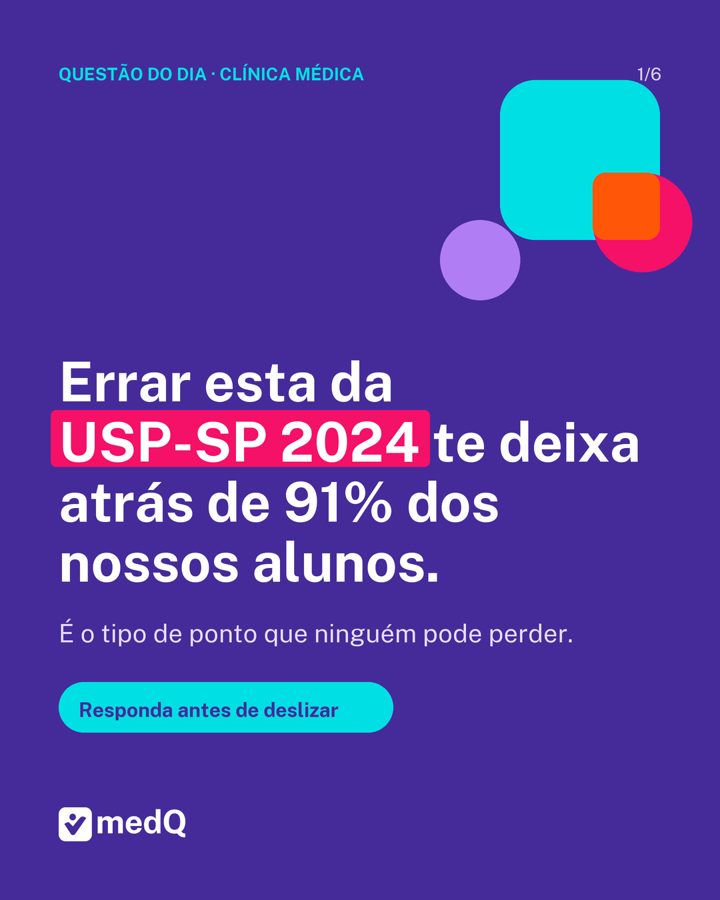 QUESTÃO DO DIA · CLÍNICA MÉDICA
1/6
Errar esta da
USP-SP 2024 te deixa
atrás de 91% dos
nossos alunos.
É o tipo de ponto que ninguém pode perder.
Responda antes de deslizar
medQ